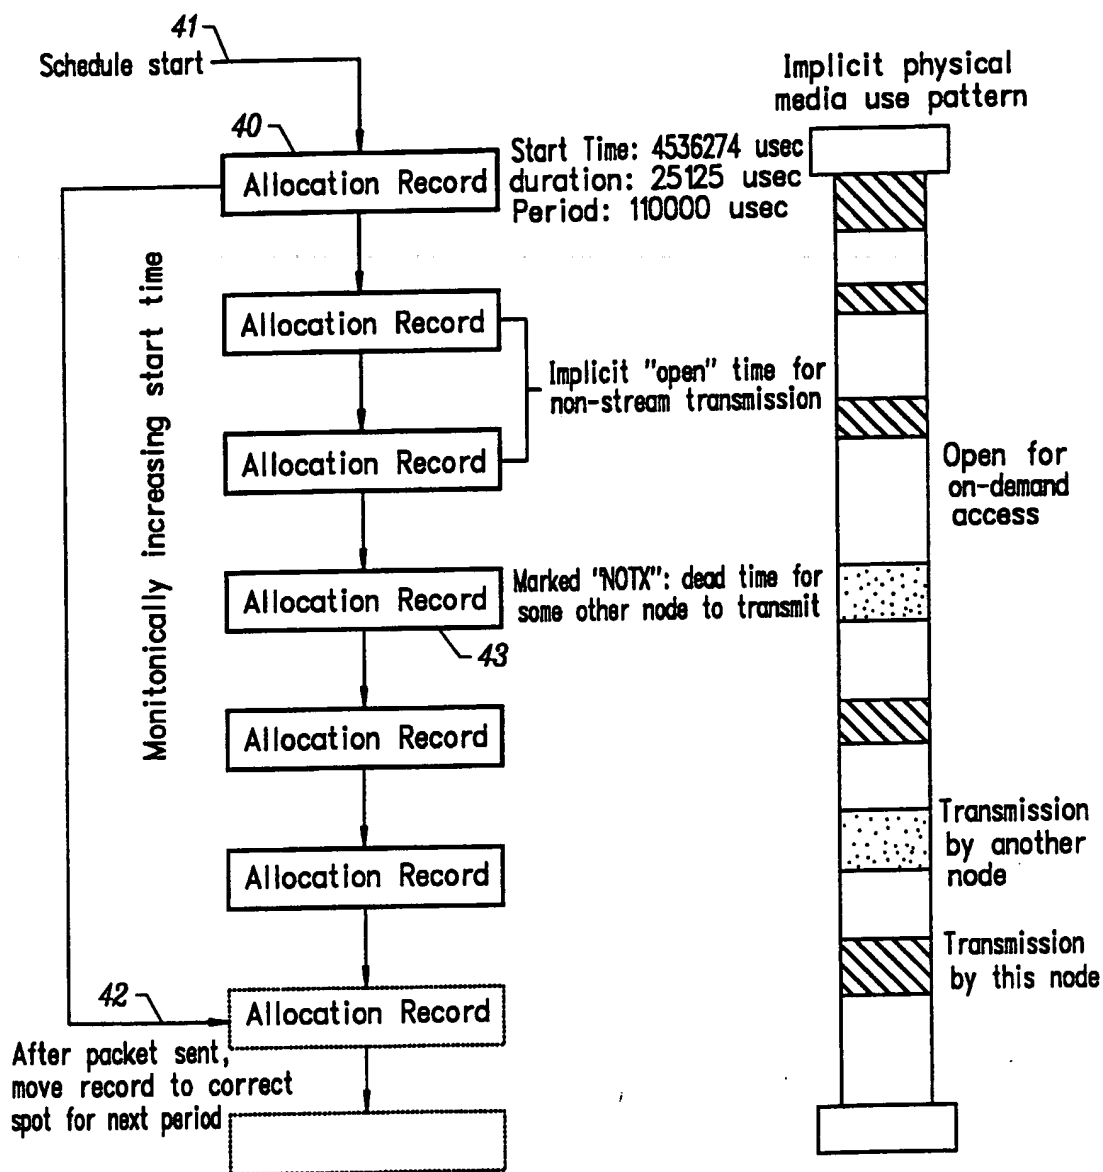 41
Schedule start
Implicit physical
media use pattern
40
Allocation Record
Start Time: 4536274 usec
duration: 25125 usec
Period: 110000 usec
Monitonically increasing start time
Allocation Record
Implicit "open" time for
non-stream transmission
Allocation Record
Open for
on-demand
access
Allocation Record
Marked "NOTX": dead time for
some other node to transmit
43
Allocation Record
Transmission
by another
node
Allocation Record
Transmission
by this node
42
Allocation Record
After packet sent,
move record to correct
spot for next period